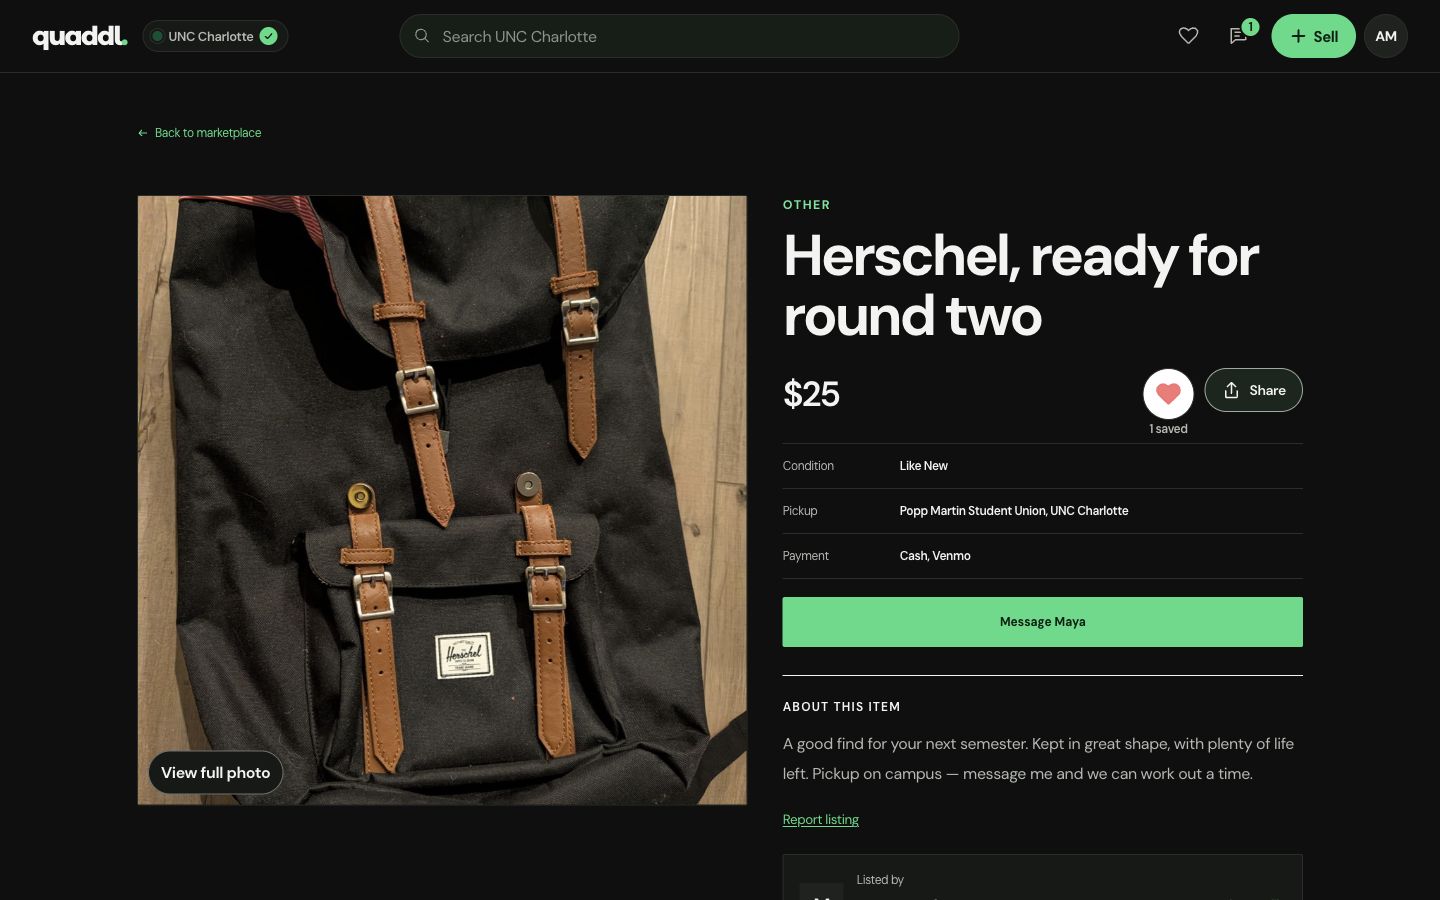 quaddl.
UNC Charlotte
Search UNC Charlotte
1
Sell
AM
Back to marketplace
OTHER
Herschel, ready for
round two
$25
Share
1 saved
Condition
Like New
Pickup
Popp Martin Student Union, UNC Charlotte
Payment
Cash, Venmo
Message Maya
Herschel
ABOUT THIS ITEM
A good find for your next semester. Kept in great shape, with plenty of life
left. Pickup on campus — message me and we can work out a time.
View full photo
Report listing
Listed by